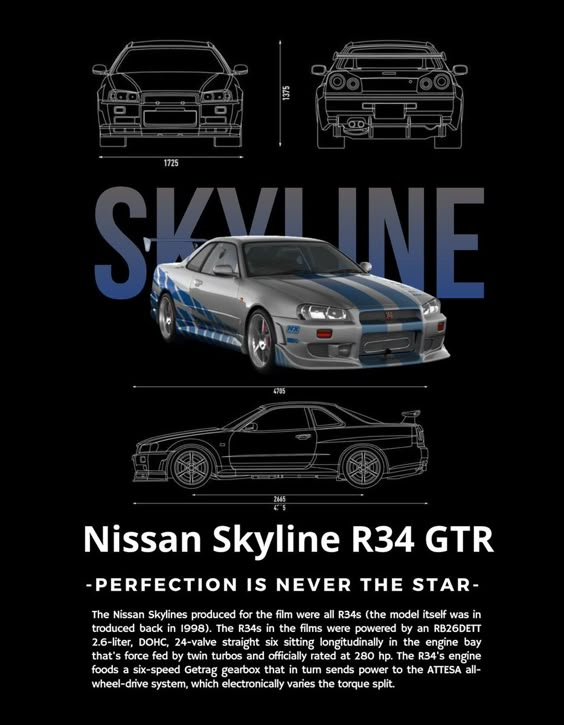 1375
1725
SKYLINE
4705
2665
Nissan Skyline R34 GTR
-PERFECTION IS NEVER THE STAR-
The Nissan Skylines produced for the film were all R34s (the model itself was in
troduced back in 1998). The R34s in the films were powered by an RB26DETT
2.6-liter, DOHC, 24-valve straight six sitting longitudinally in the engine bay
that's force fed by twin turbos and officially rated at 280 hp. The R34's engine
foods a six-speed Getrag gearbox that in turn sends power to the ATTESA all-
wheel-drive system, which electronically varies the torque split.